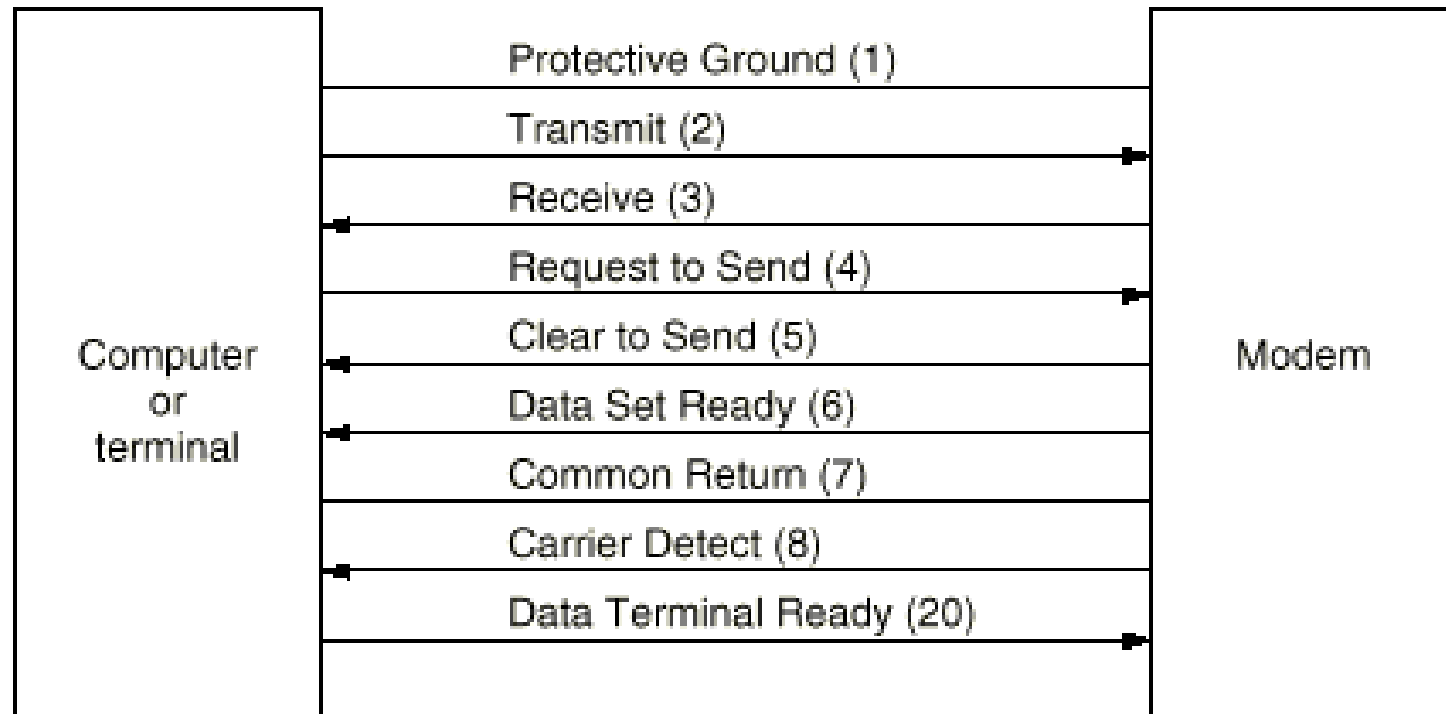 Protective Ground (1)
Transmit (2)
Receive (3)
Request to Send (4)
Clear to Send (5)
Computer
or
terminal
Modem
Data Set Ready (6)
Common Return (7)
Carrier Detect (8)
Data Terminal Ready (20)